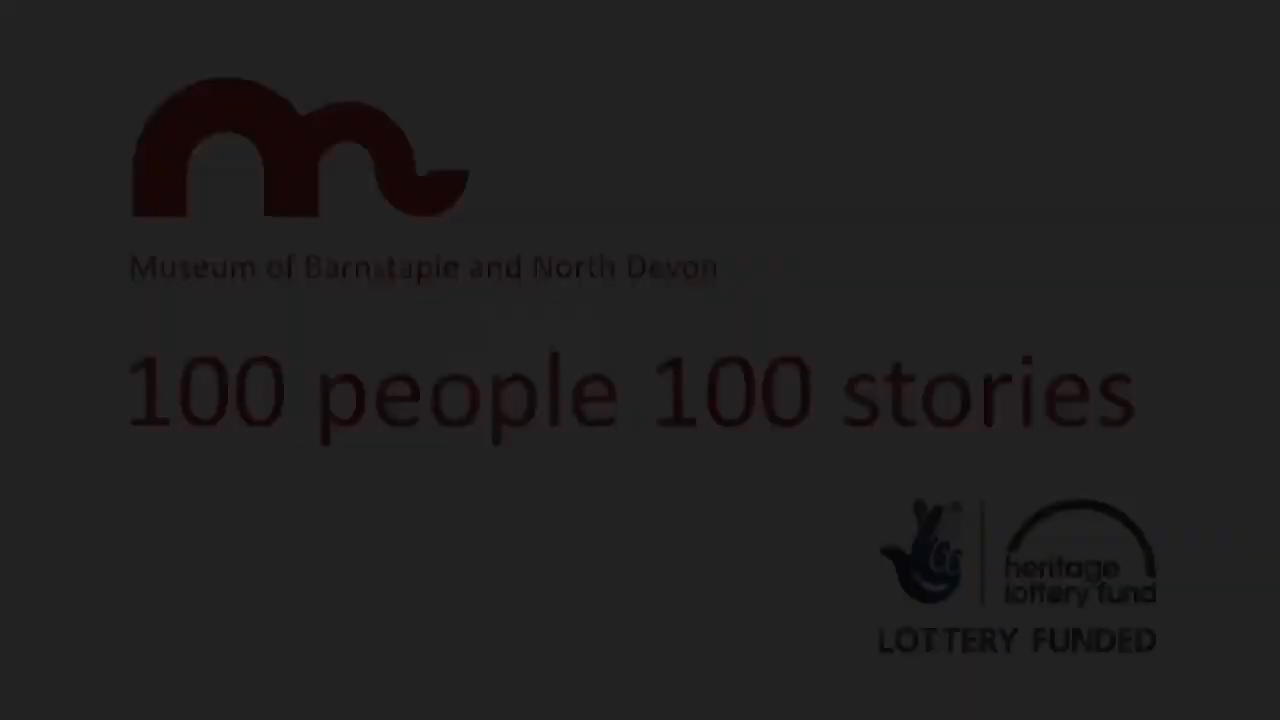 Museum of Barnstaple and North Devon
100 people 100 stories
heritage
lottery fund
LOTTERY FUNDED